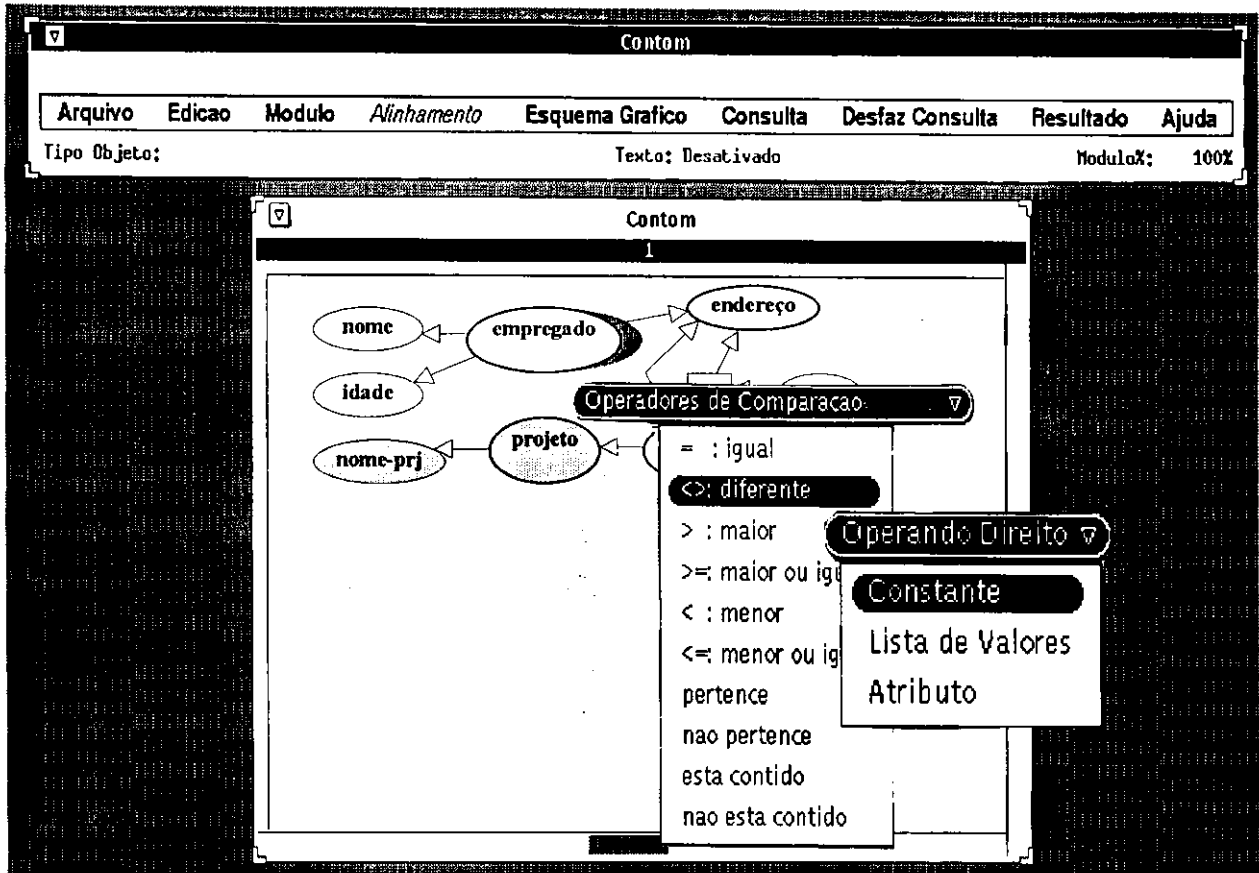 Contom
Arquivo Edicao Modulo Alinhamento Esquema Grafico Consulta Desfaz Consulta Resultado Ajuda
Tipo Objeto: Texto: Desativado Modulo%: 100%
Contom
1
endereço
nome empregado
idade
Operadores de Comparacao
projeto
nome-prj
= : igual
<>: diferente
> : maior
>=: maior ou igu
< : menor
<=: menor ou ig
pertence
nao pertence
esta contido
nao esta contido
Operando Direito
Constante
Lista de Valores
Atributo